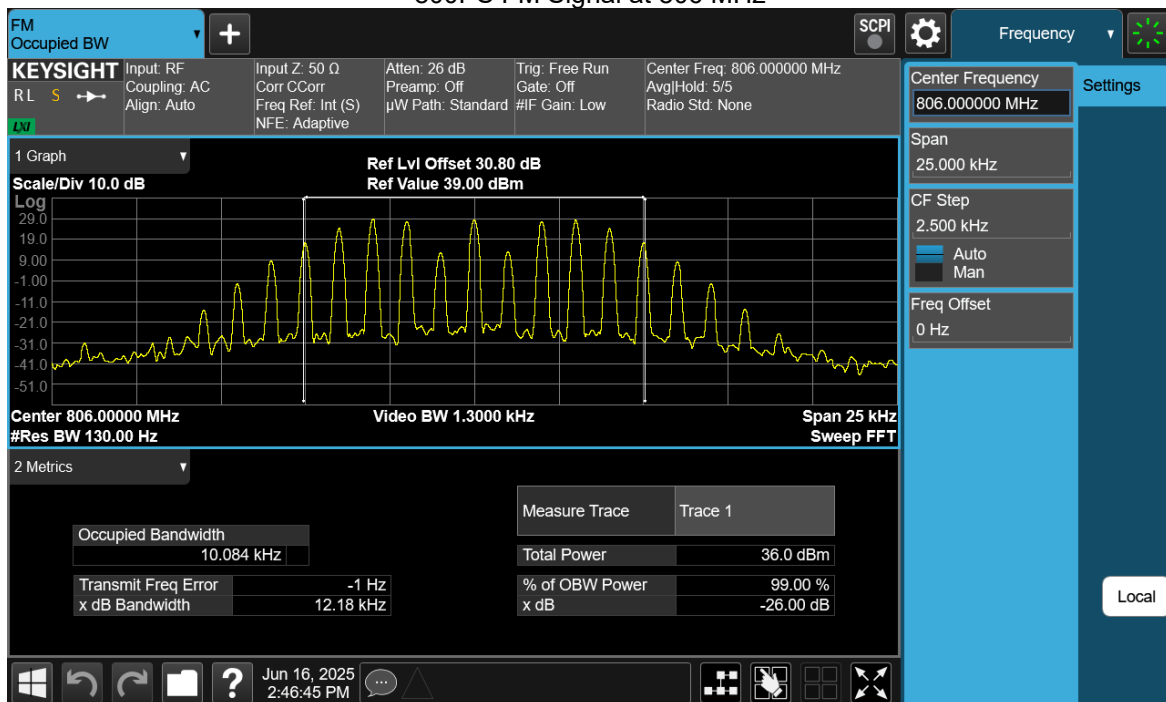 FM
Occupied BW
SCPI
Frequency
KEYSIGHT
RL S
LXI
Input: RF
Coupling: AC
Align: Auto
Input Z: 50 Ω
Corr CCorr
Freq Ref: Int (S)
NFE: Adaptive
Atten: 26 dB
Preamp: Off
µW Path: Standard
Trig: Free Run
Gate: Off
#IF Gain: Low
Center Freq: 806.000000 MHz
Avg|Hold: 5/5
Radio Std: None
Center Frequency
806.000000 MHz
Settings
Span
25.000 kHz
CF Step
2.500 kHz
Auto
Man
Freq Offset
0 Hz
1 Graph
Scale/Div 10.0 dB
Ref Lvl Offset 30.80 dB
Ref Value 39.00 dBm
Log
29.0
19.0
9.00
-1.00
-11.0
-21.0
-31.0
-41.0
-51.0
Center 806.00000 MHz
Video BW 1.3000 kHz
Span 25 kHz
#Res BW 130.00 Hz
Sweep FFT
2 Metrics
Measure Trace Trace 1
Occupied Bandwidth
10.084 kHz
Total Power 36.0 dBm
Transmit Freq Error -1 Hz
% of OBW Power 99.00 %
x dB Bandwidth 12.18 kHz
x dB -26.00 dB
Local
?
Jun 16, 2025
2:46:45 PM